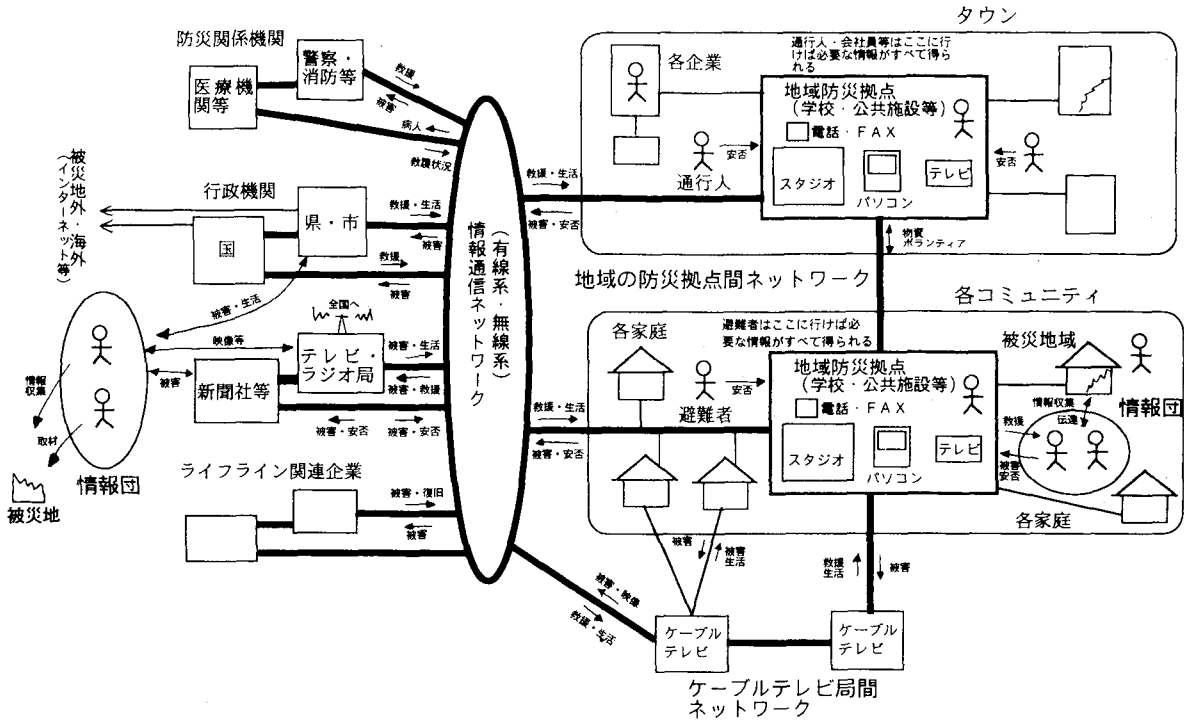 防災関係機関
警察・
消防等
医療機
関等
救援
被害
病人
救護状況
被災地外・海外
(インターネット等)
行政機関
県・市
国
救援・生活
被害
救援
被害
被害・生活
全国へ
映像等
テレビ・
ラジオ局
被害・生活
被害・救援
新聞社等
被害
被害・安否
被害・安否
情報
収集
取材
情報団
被災地
ライフライン関連企業
被害・復旧
被害
(有線系・無線系)
情報通信ネットワーク
タウン
各企業
通行人・会社員等はここに行
けば必要な情報がすべて得ら
れる
地域防災拠点
(学校・公共施設等)
電話・FAX
スタジオ
パソコン
テレビ
安否
通行人
安否
救援・生活
被害・安否
物資
ボランティア
地域の防災拠点間ネットワーク
各コミュニティ
各家庭
避難者はここに行けば必
要な情報がすべて得られる
被災地域
地域防災拠点
(学校・公共施設等)
電話・FAX
スタジオ
パソコン
テレビ
安否
避難者
救援・生活
被害・安否
情報収集
伝達
情報団
救援
被害
安否
各家庭
被害
被害
生活
救援
生活
被害
被害・映像
救援・生活
ケーブル
テレビ
ケーブル
テレビ
ケーブルテレビ局間
ネットワーク